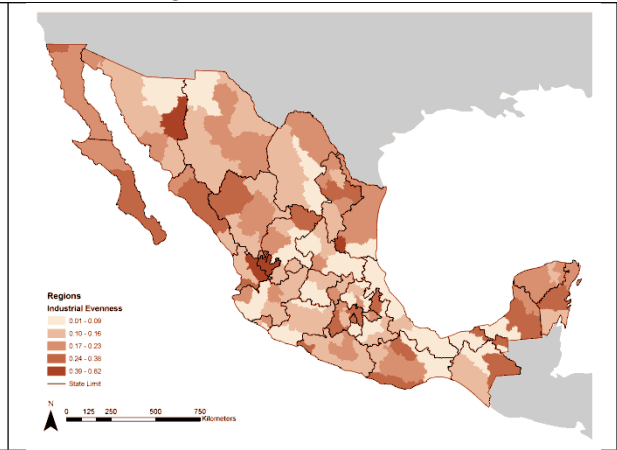 Regions
Industrial Evenness
0.01 - 0.09
0.10 - 0.16
0.17 - 0.23
0.24 - 0.38
0.39 - 0.62
State Limit
N
0 125 250 500 750
Kilometers